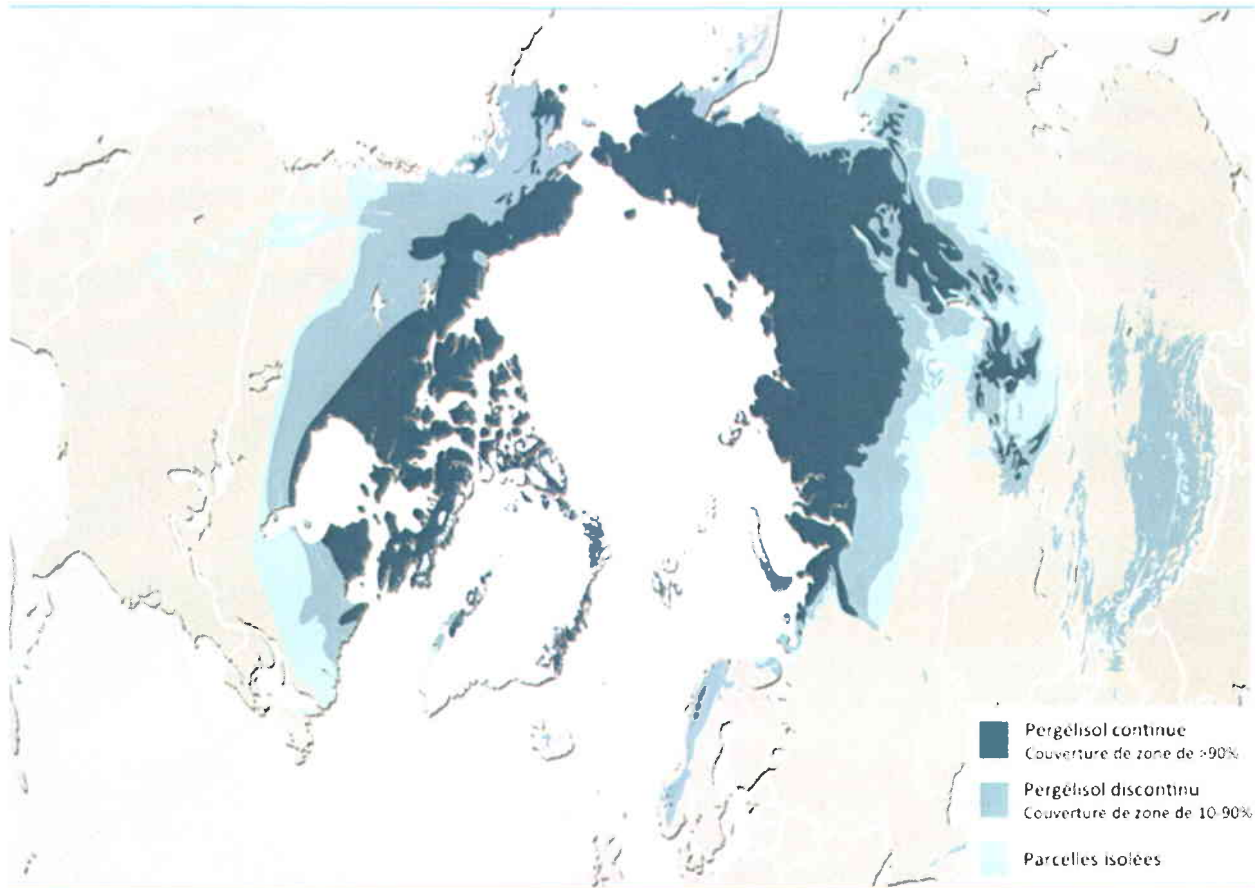 Pergélisol continue
Couverture de zone de >90%
Pergélisol discontinu
Couverture de zone de 10-90%
Parcelles isolées